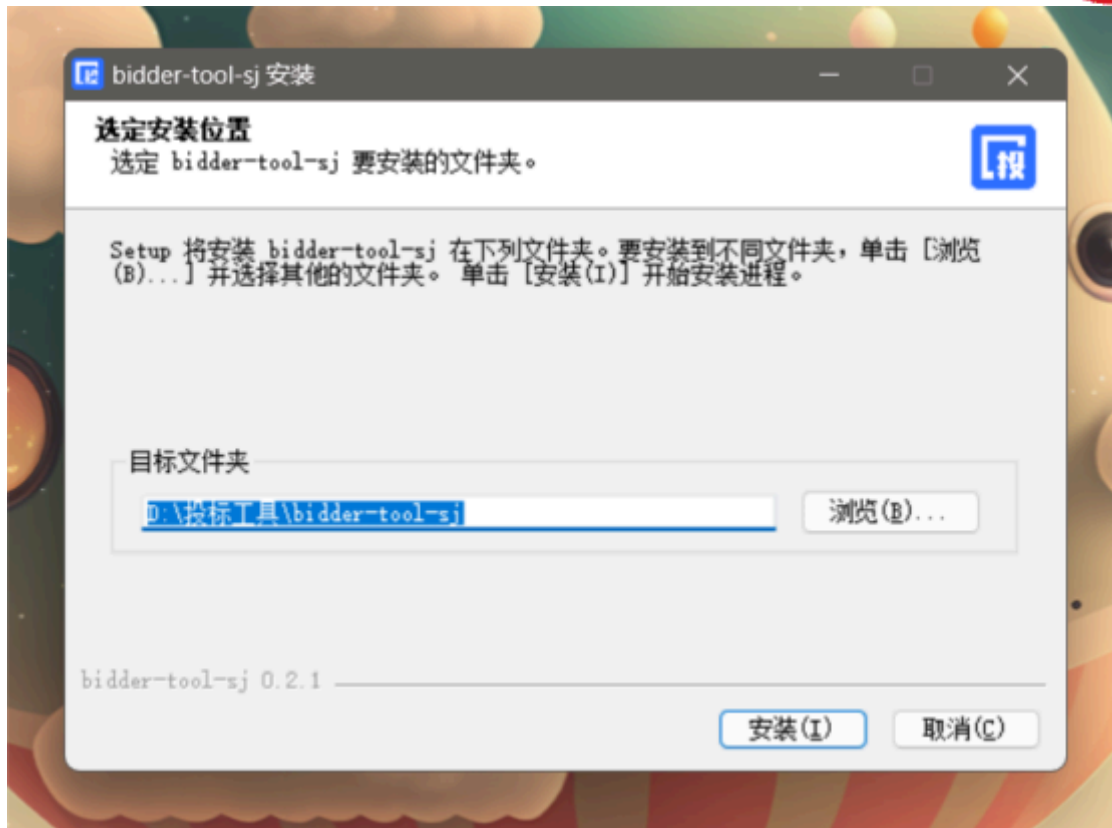 bidder-tool-sj 安装
选定安装位置
选定 bidder-tool-sj 要安装的文件夹。
投
Setup 将安装 bidder-tool-sj 在下列文件夹。要安装到不同文件夹，单击 [浏览
(B)...] 并选择其他的文件夹。 单击 [安装(I)] 开始安装进程。
目标文件夹
D:\投标工具\bidder-tool-sj
浏览(B)...
bidder-tool-sj 0.2.1
安装(I)
取消(C)